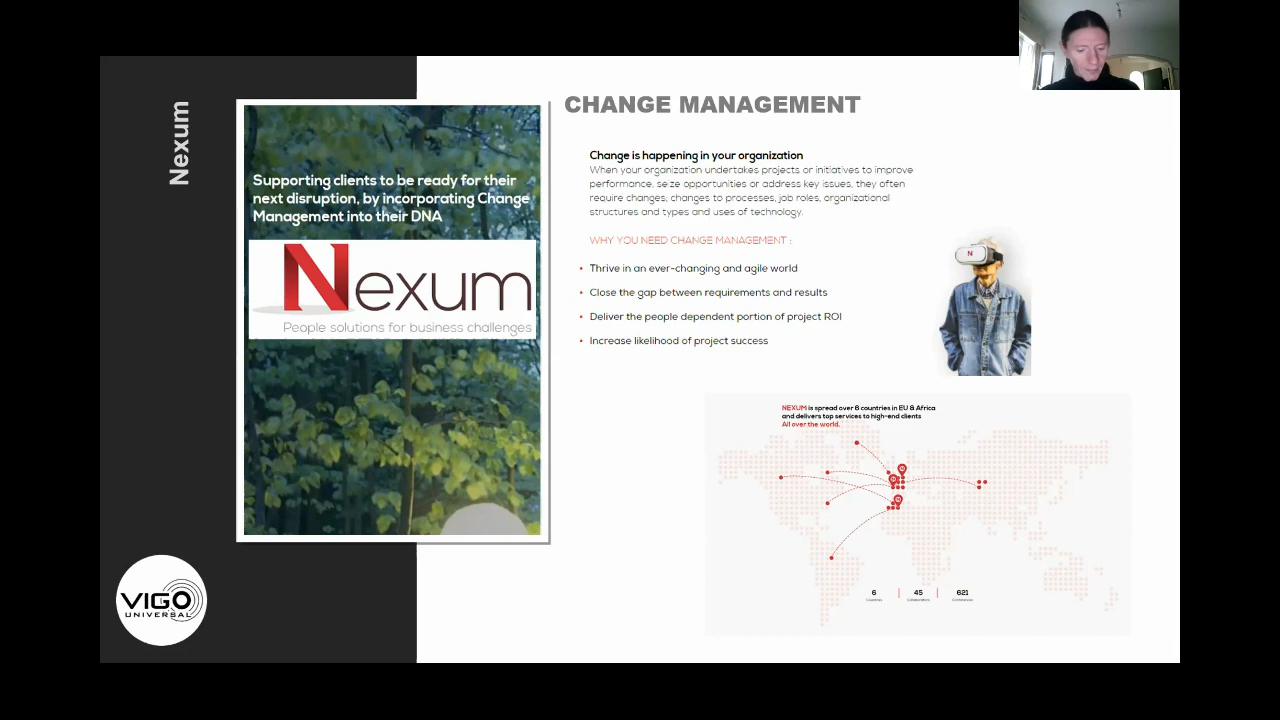 Nexum
CHANGE MANAGEMENT
Supporting clients to be ready for their
next disruption, by incorporating Change
Management into their DNA
Nexum
People solutions for business challenges
Change is happening in your organization
When your organization undertakes projects or initiatives to improve
performance, seize opportunities or address key issues, they often
require changes; changes to processes, job roles, organizational
structures and types and uses of technology.
WHY YOU NEED CHANGE MANAGEMENT :
• Thrive in an ever-changing and agile world
• Close the gap between requirements and results
• Deliver the people dependent portion of project ROI
• Increase likelihood of project success
N
NEXUM is spread over 6 countries in EU & Africa
and delivers top services to high-end clients
All over the world.
6 45 621
Countries Collaborators Conferences
VIGO
UNIVERSAL